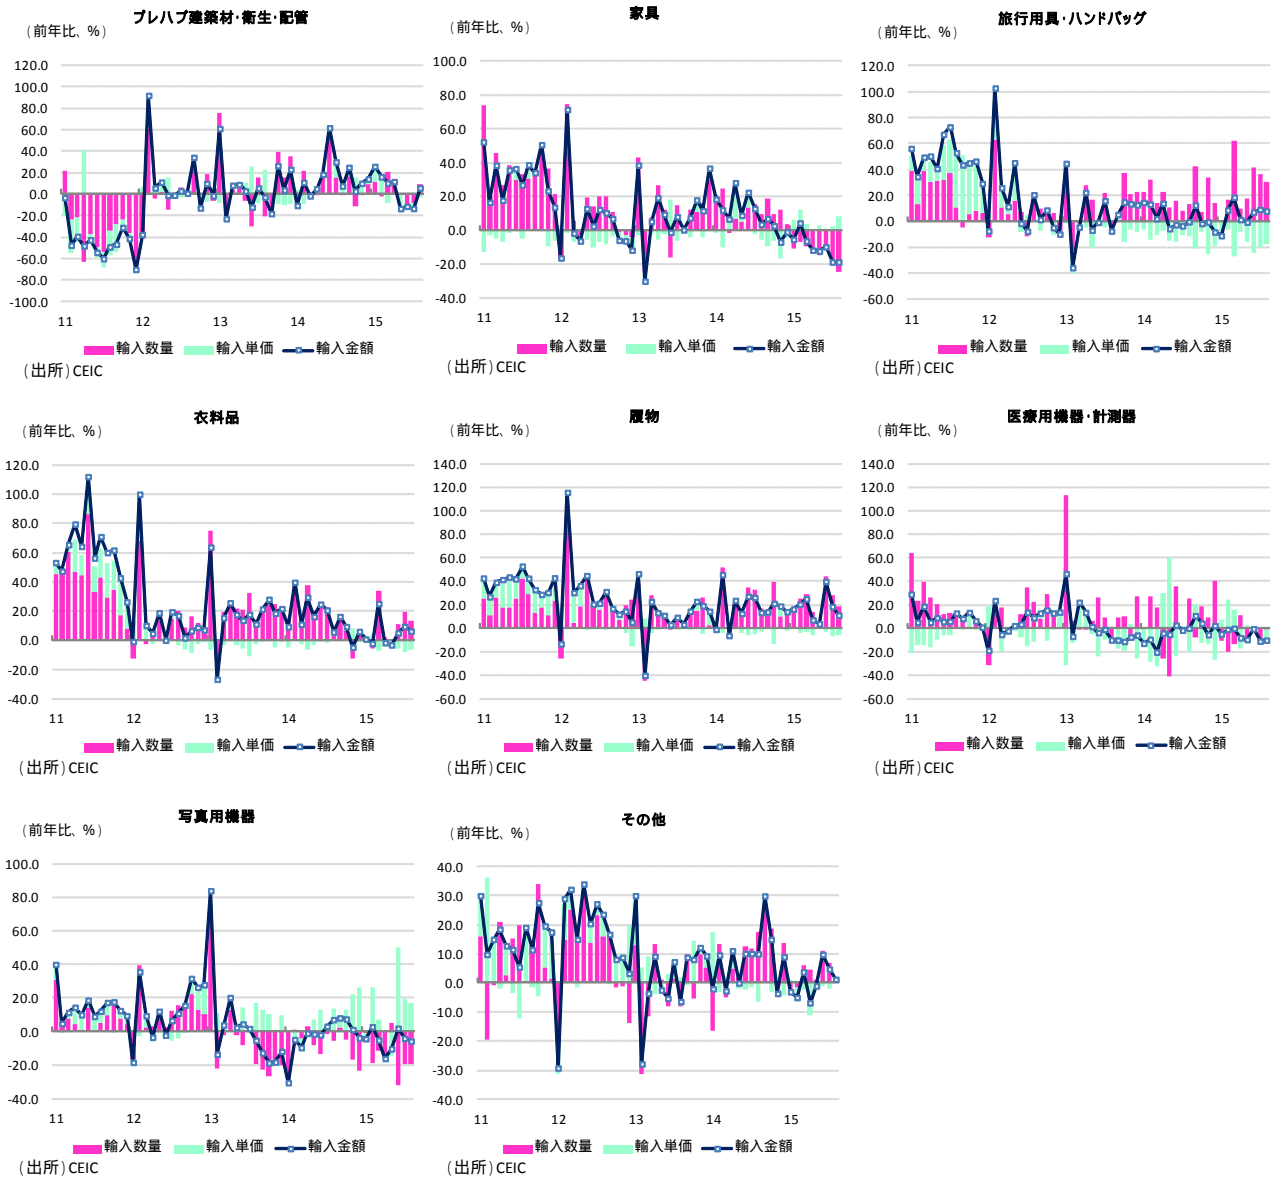 プレハブ建築材･衛生･配管
(前年比、%)
120.0
100.0
80.0
60.0
40.0
20.0
0.0
-20.0
-40.0
-60.0
-80.0
-100.0
11 12 13 14 15
輸入数量 輸入単価 輸入金額
(出所)CEIC
家具
(前年比、%)
100.0
80.0
60.0
40.0
20.0
0.0
-20.0
-40.0
11 12 13 14 15
輸入数量 輸入単価 輸入金額
(出所)CEIC
旅行用具･ハンドバッグ
(前年比、%)
120.0
100.0
80.0
60.0
40.0
20.0
0.0
-20.0
-40.0
-60.0
11 12 13 14 15
輸入数量 輸入単価 輸入金額
(出所)CEIC
衣料品
(前年比、%)
120.0
100.0
80.0
60.0
40.0
20.0
0.0
-20.0
-40.0
11 12 13 14 15
輸入数量 輸入単価 輸入金額
(出所)CEIC
履物
(前年比、%)
140.0
120.0
100.0
80.0
60.0
40.0
20.0
0.0
-20.0
-40.0
-60.0
11 12 13 14 15
輸入数量 輸入単価 輸入金額
(出所)CEIC
医療用機器･計測器
(前年比、%)
140.0
120.0
100.0
80.0
60.0
40.0
20.0
0.0
-20.0
-40.0
-60.0
11 12 13 14 15
輸入数量 輸入単価 輸入金額
(出所)CEIC
写真用機器
(前年比、%)
100.0
80.0
60.0
40.0
20.0
0.0
-20.0
-40.0
11 12 13 14 15
輸入数量 輸入単価 輸入金額
(出所)CEIC
その他
(前年比、%)
40.0
30.0
20.0
10.0
0.0
-10.0
-20.0
-30.0
-40.0
11 12 13 14 15
輸入数量 輸入単価 輸入金額
(出所)CEIC